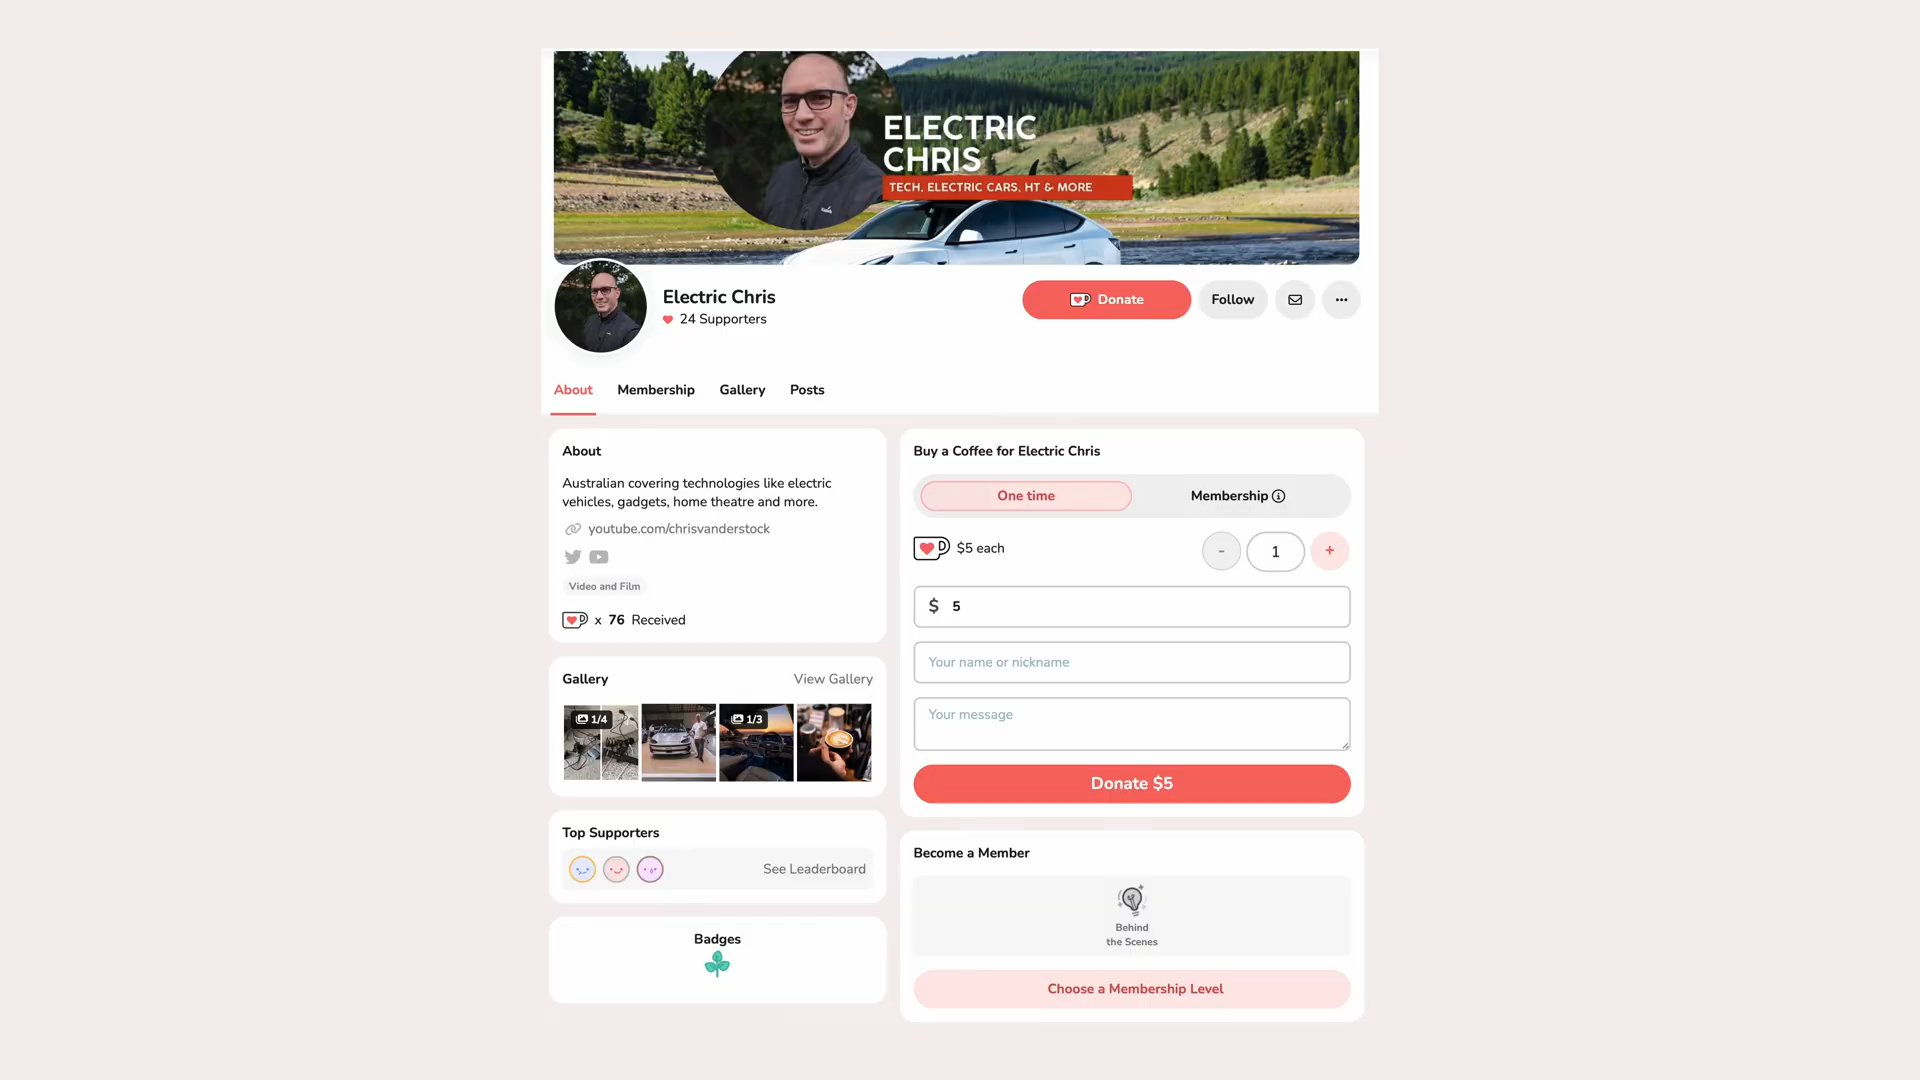 ELECTRIC
CHRIS
TECH, ELECTRIC CARS, HT & MORE
Electric Chris
24 Supporters
Donate
Follow
About
Membership
Gallery
Posts
About
Australian covering technologies like electric
vehicles, gadgets, home theatre and more.
youtube.com/chrisvanderstock
Video and Film
x 76 Received
Gallery
View Gallery
1/4
1/3
Top Supporters
See Leaderboard
Badges
Buy a Coffee for Electric Chris
One time
Membership
$5 each
-
1
+
$ 5
Your name or nickname
Your message
Donate $5
Become a Member
Behind
the Scenes
Choose a Membership Level